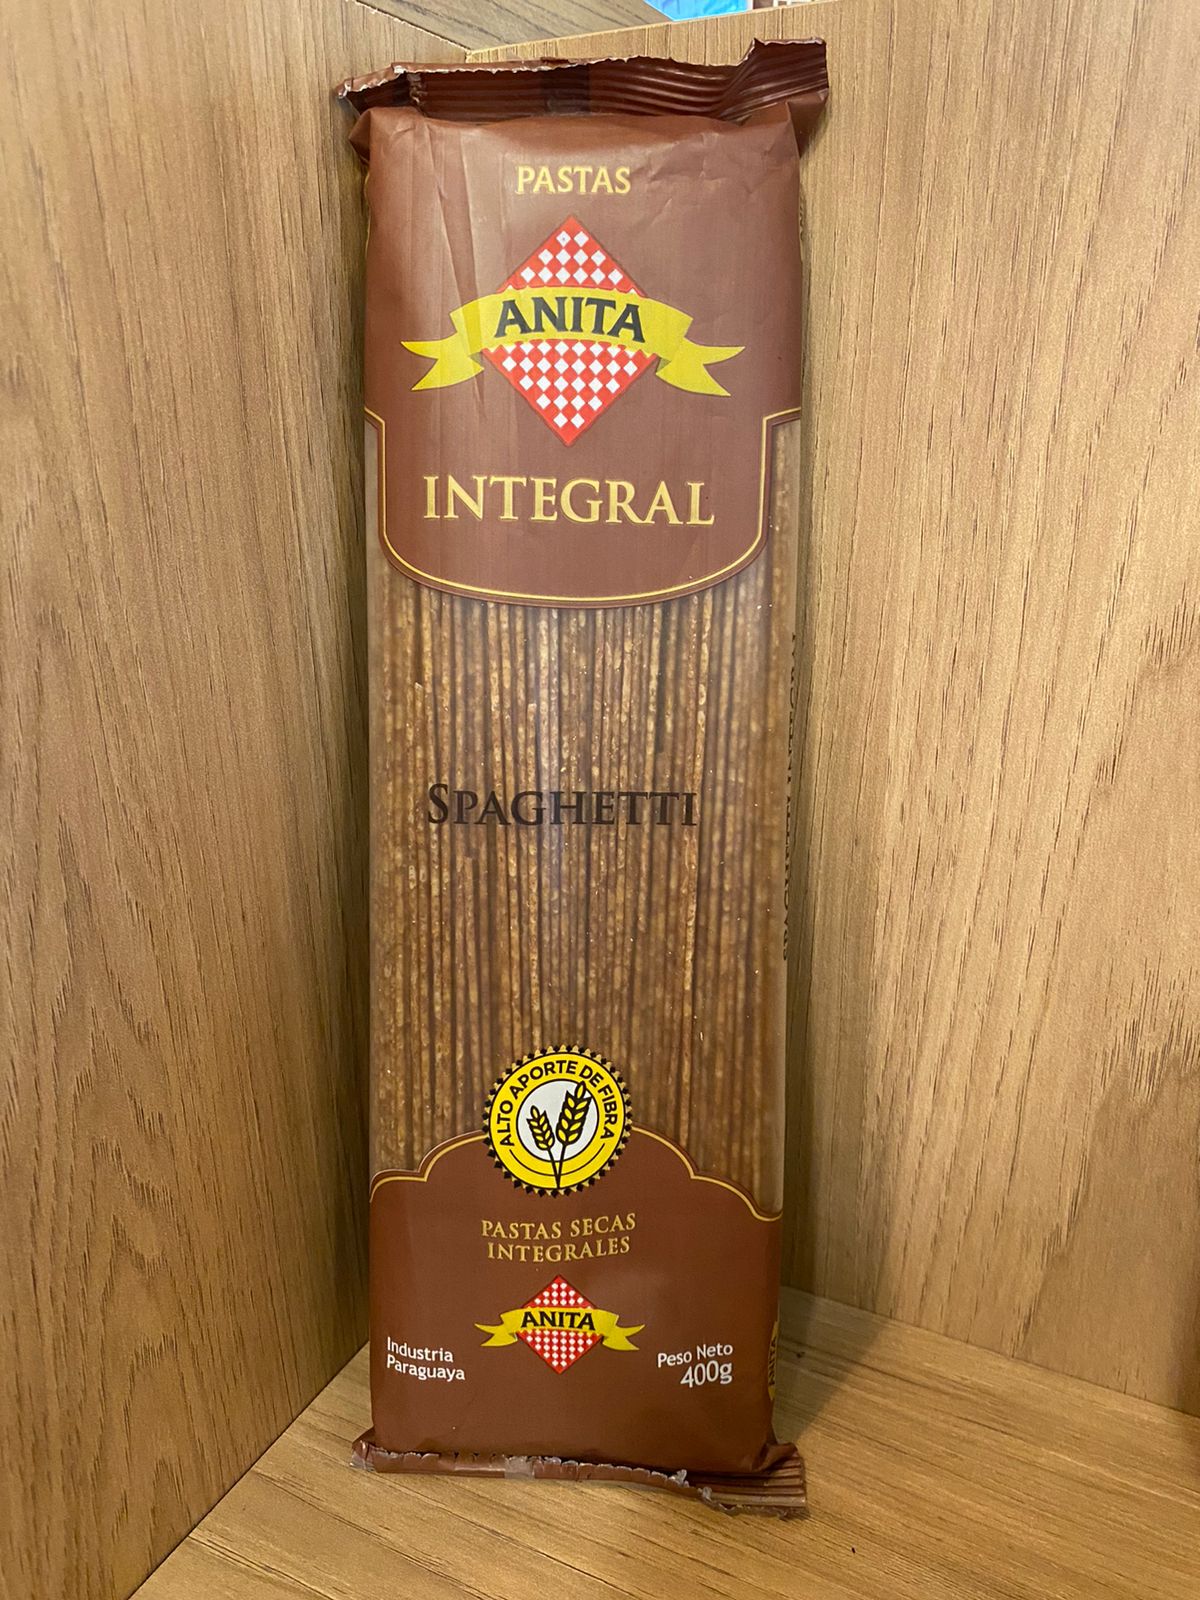 PASTAS
ANITA
INTEGRAL
SPAGHETTI
ALTO APORTE DE FIBRA
PASTAS SECAS
INTEGRALES
ANITA
Industria
Paraguaya
Peso Neto
400g